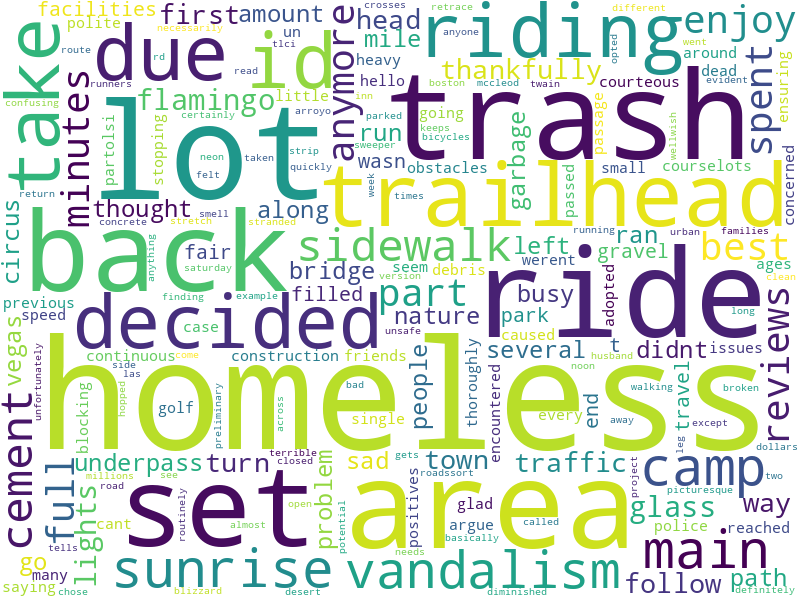 crosses
retrace
different
facilities
first
amount
un
tlci
head
riding
opted
anyone
necessarily
polite
mile
rd
went
enjoy
route
read
due
id
around
evident
heavy
thankfully
dead
take
runners
hello
mccleod
twain
courteous
confusing
flamingo
boston
inn
minutes
lot
anymore
trash
spent
certainly
little
arroyo
parked
going
passage
ensuring
partolsi
stopping
neon
strip
run
sweeper
bicycles
garbage
wellwish
taken
wasn
keeps
obstacles
passed
concerned
felt
quickly
week
small
courselots
return
smell
times
trailhead
thought
along
concrete
stretch
stranded
circus
running
urban
families
back
anything
sidewalk
left
ran
best
fair
bridge
werent
gravel
clean
saturday
version
seem
debris
adopted
ages
previous
finding
example
filled
part
ride
long
vegas
speed
decided
nature
busy
park
unsafe
caused
reviews
unfortunately
case
continuous
construction
friends
several
t
didnt
issues
come
side
las
hopped
husband
noon
walking
broken
homeless
bad
people
thoroughly
encountered
end
travel
away
except
cement
blocking
golf
preliminary
across
single
every
leg
dollars
full
terrible
closed
positives
glad
town
traffic
project
picturesque
two
underpass
turn
problem
sad
camp
millions
see
gets
roadssort
lights
road
routinely
set
open
area
argue
called
glass
way
cant
almost
potential
needs
basically
police
reached
go
many
tells
main
saying
chose
sunrise
vandalism
follow
path
blizzard
desert
diminished
definitely